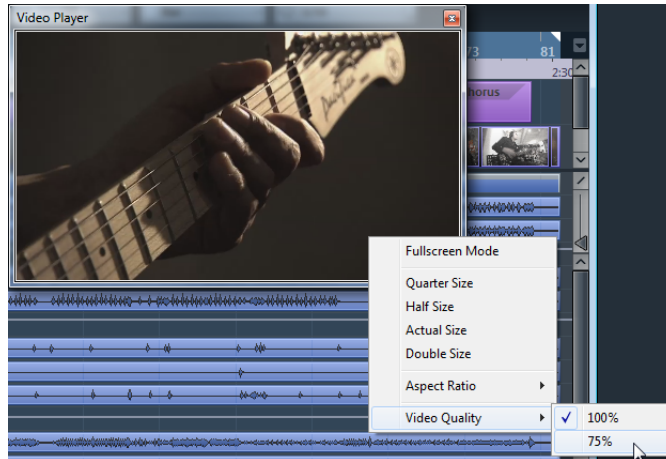 Video Player
73
81
2:30
horus
Fullscreen Mode
Quarter Size
Half Size
Actual Size
Double Size
Aspect Ratio
Video Quality
100%
75%